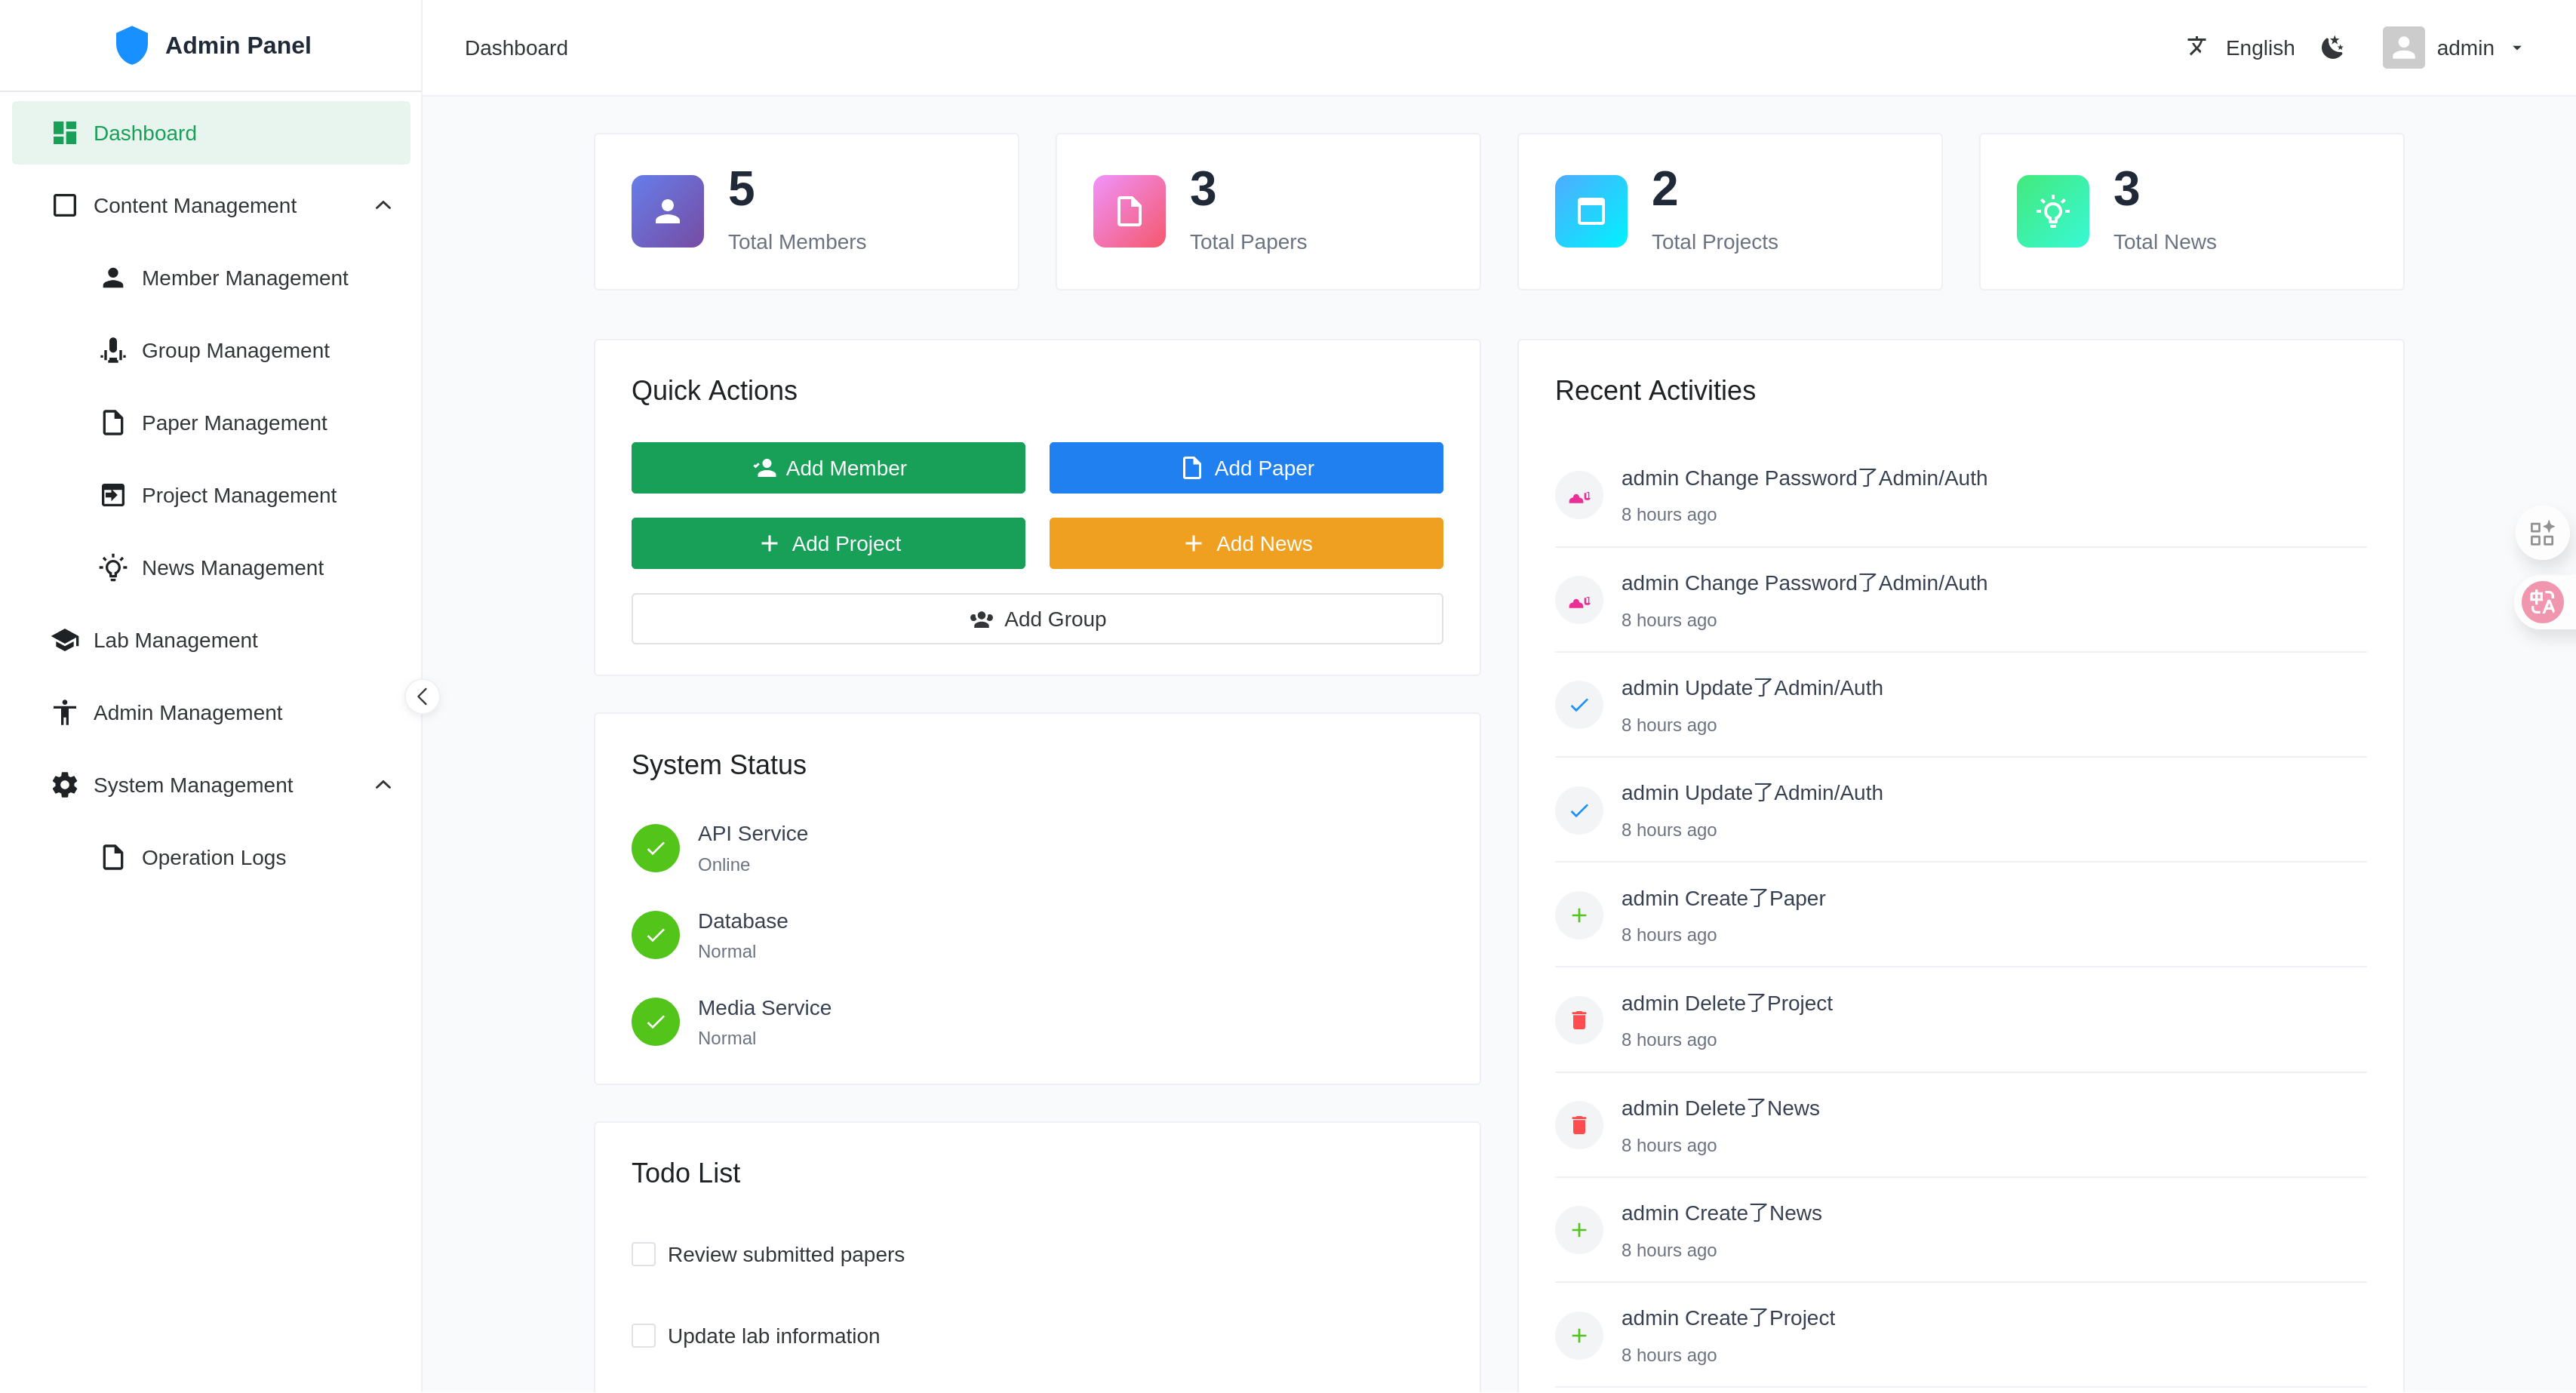 Admin Panel
Dashboard
Content Management
Member Management
Group Management
Paper Management
Project Management
News Management
Lab Management
Admin Management
System Management
Operation Logs
Dashboard
English
admin
5
Total Members
3
Total Papers
2
Total Projects
3
Total News
Quick Actions
Add Member
Add Paper
Add Project
Add News
Add Group
System Status
API Service
Online
Database
Normal
Media Service
Normal
Todo List
Review submitted papers
Update lab information
Recent Activities
admin Change Password了Admin/Auth
8 hours ago
admin Change Password了Admin/Auth
8 hours ago
admin Update了Admin/Auth
8 hours ago
admin Update了Admin/Auth
8 hours ago
admin Create了Paper
8 hours ago
admin Delete了Project
8 hours ago
admin Delete了News
8 hours ago
admin Create了News
8 hours ago
admin Create了Project
8 hours ago